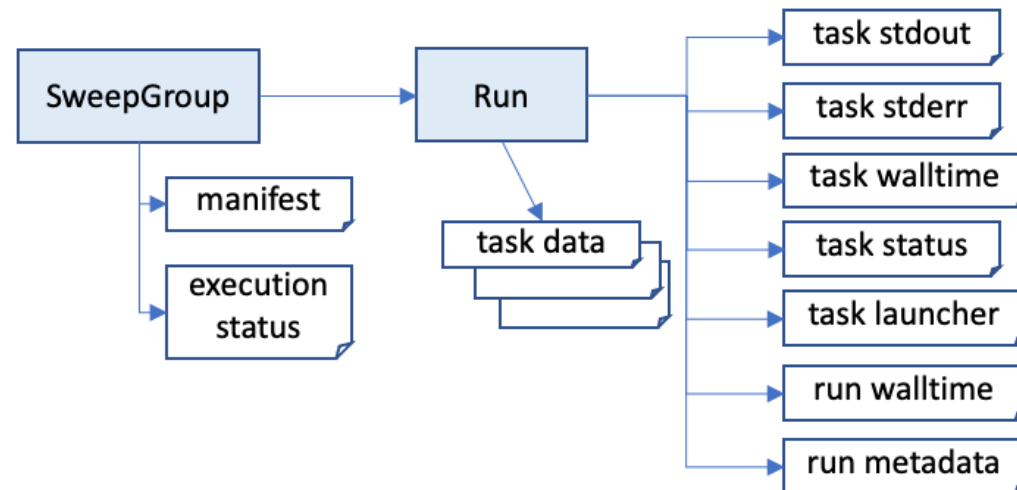 SweepGroup
manifest
execution
status
Run
task data
task stdout
task stderr
task walltime
task status
task launcher
run walltime
run metadata